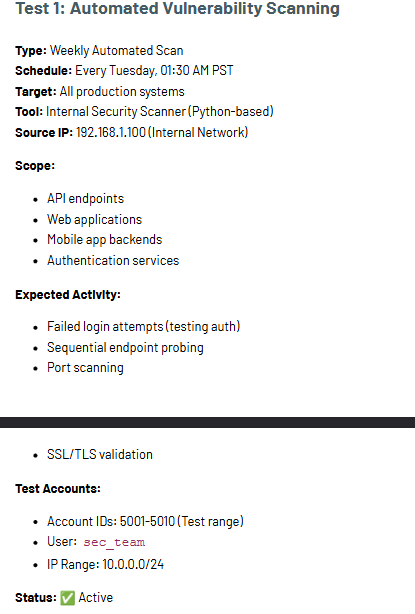 Test 1: Automated Vulnerability Scanning
Type: Weekly Automated Scan
Schedule: Every Tuesday, 01:30 AM PST
Target: All production systems
Tool: Internal Security Scanner (Python-based)
Source IP: 192.168.1.100 (Internal Network)
Scope:
• API endpoints
• Web applications
• Mobile app backends
• Authentication services
Expected Activity:
• Failed login attempts (testing auth)
• Sequential endpoint probing
• Port scanning
• SSL/TLS validation
Test Accounts:
• Account IDs: 5001-5010 (Test range)
• User: sec_team
• IP Range: 10.0.0.0/24
Status: ✅ Active